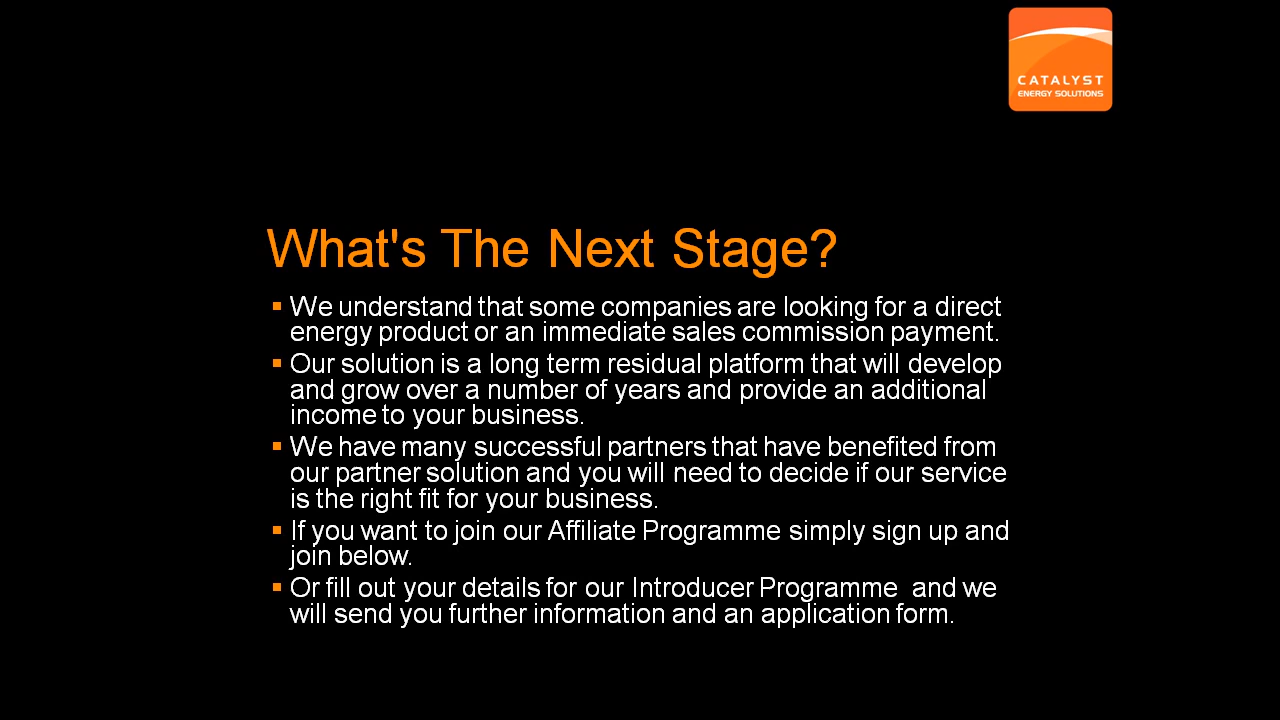 CATALYST
ENERGY SOLUTIONS
What's The Next Stage?
We understand that some companies are looking for a direct
energy product or an immediate sales commission payment.
Our solution is a long term residual platform that will develop
and grow over a number of years and provide an additional
income to your business.
We have many successful partners that have benefited from
our partner solution and you will need to decide if our service
is the right fit for your business.
If you want to join our Affiliate Programme simply sign up and
join below.
Or fill out your details for our Introducer Programme  and we
will send you further information and an application form.